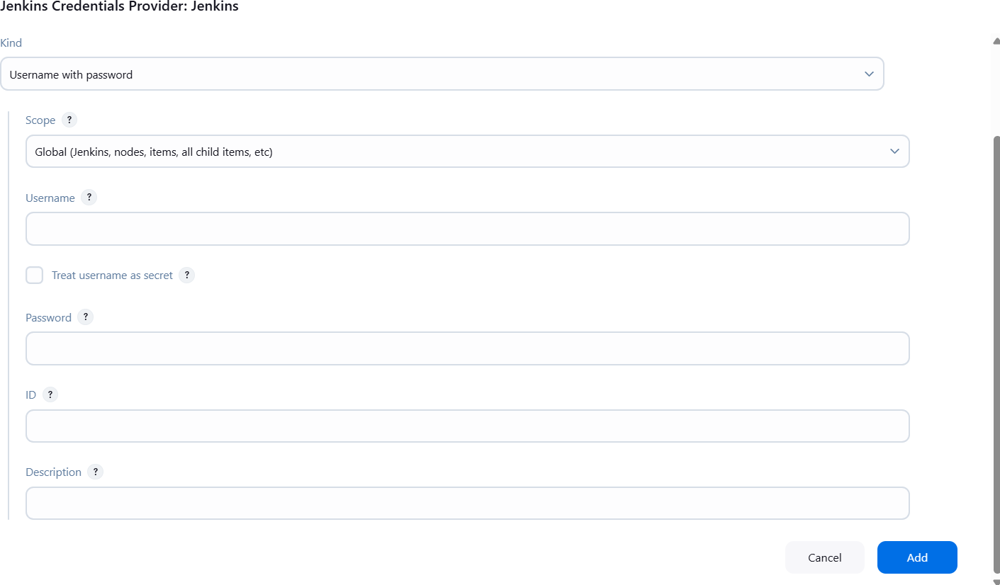 Jenkins Credentials Provider: Jenkins
Kind
Username with password
Scope ?
Global (Jenkins, nodes, items, all child items, etc)
Username ?
Treat username as secret ?
Password ?
ID ?
Description ?
Cancel Add